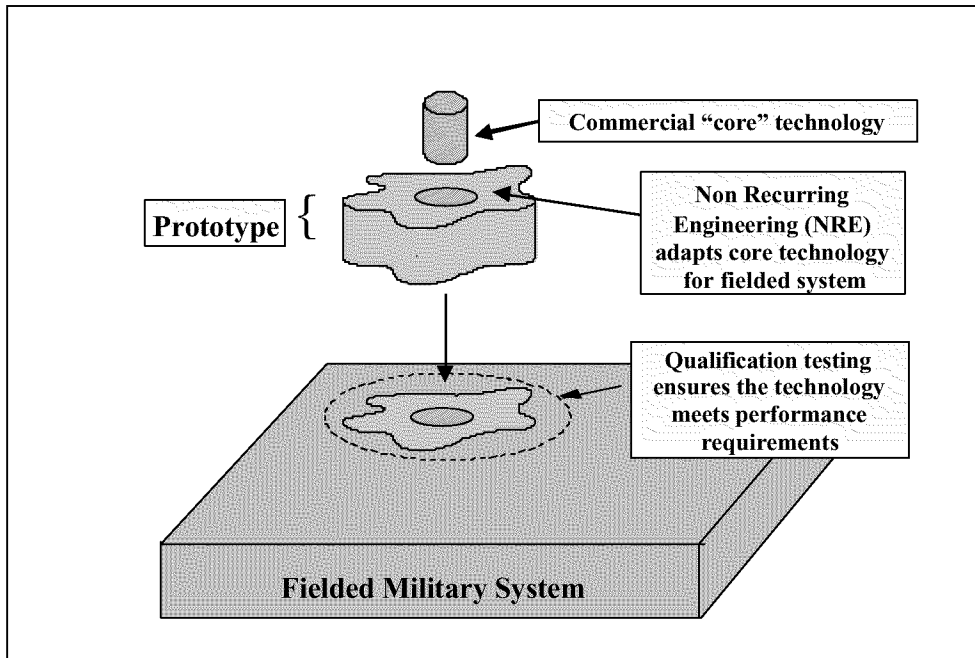 Commercial “core” technology
Prototype
Non Recurring
Engineering (NRE)
adapts core technology
for fielded system
Qualification testing
ensures the technology
meets performance
requirements
Fielded Military System